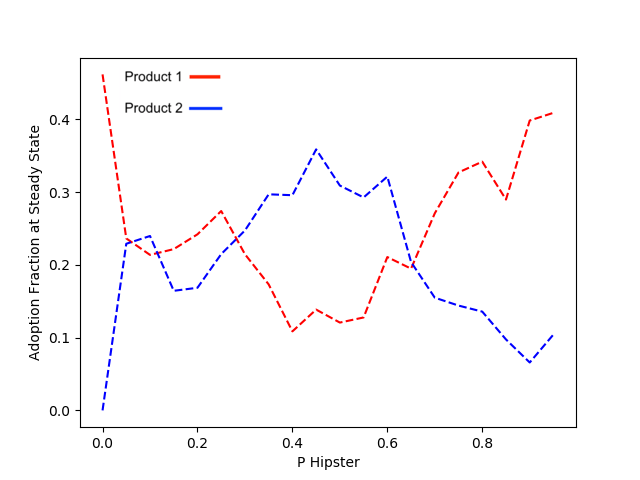 Product 1
Product 2
Adoption Fraction at Steady State
0.4
0.3
0.2
0.1
0.0
0.0 0.2 0.4 0.6 0.8
P Hipster